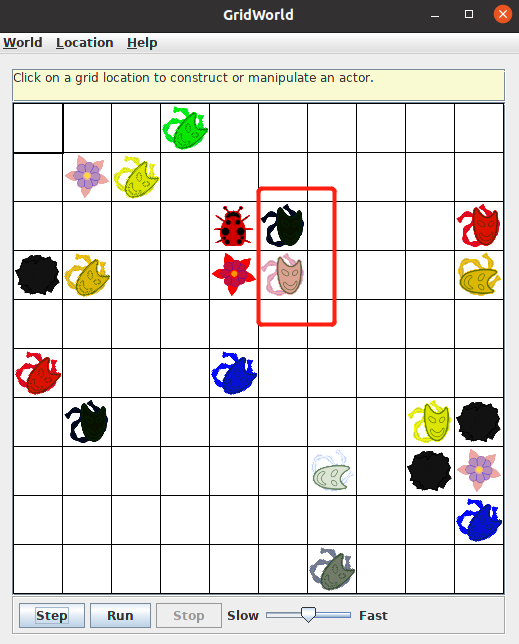 GridWorld
World Location Help
Click on a grid location to construct or manipulate an actor.
Step Run Stop Slow Fast